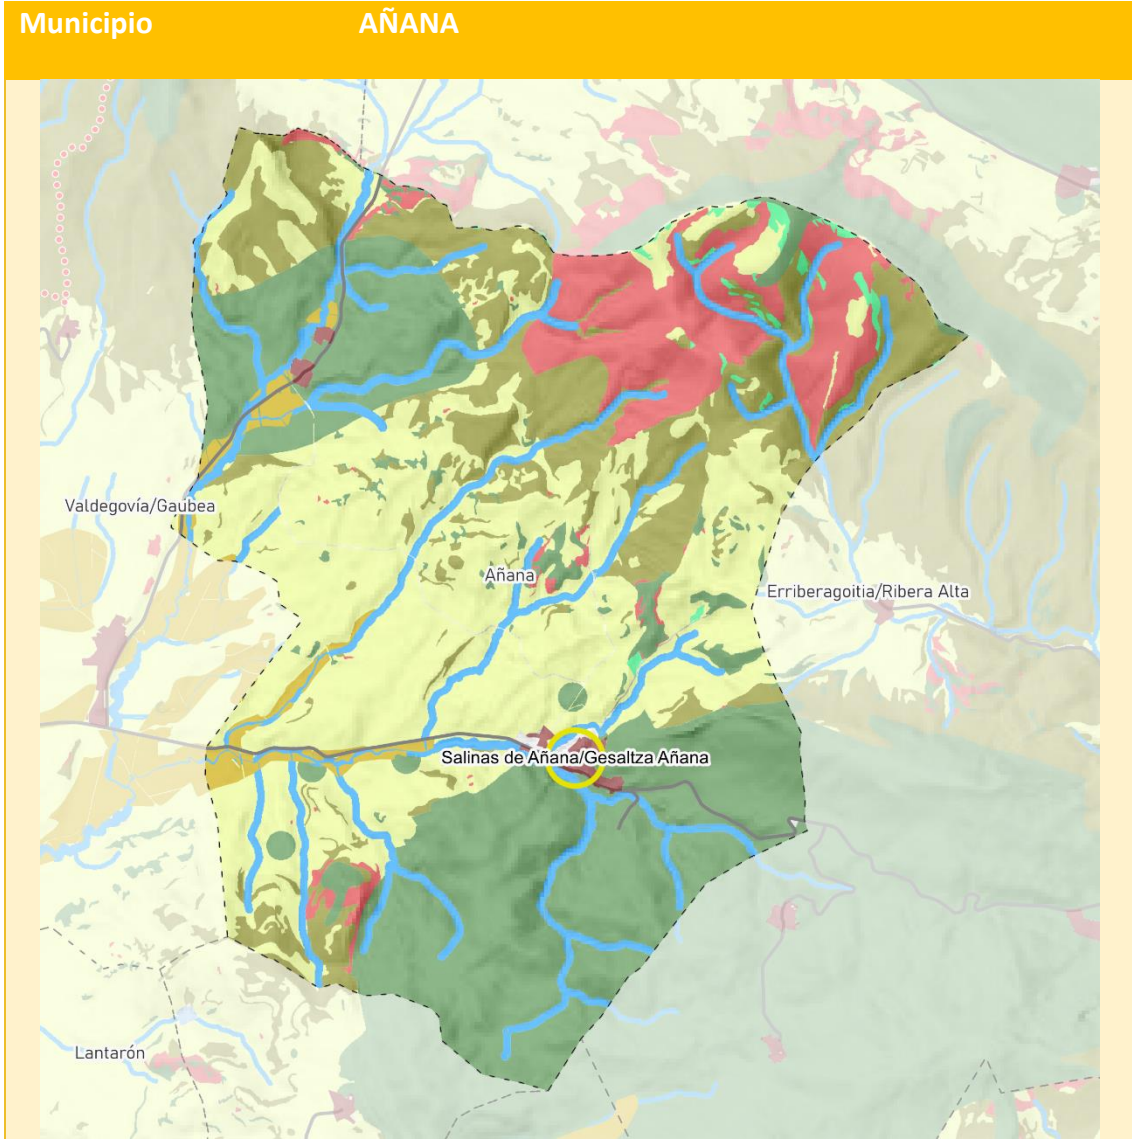 Municipio AÑANA
Valdegovía/Gaubea
Añana
Erriberagoitia/Ribera Alta
Salinas de Añana/Gesaltza Añana
Lantarón